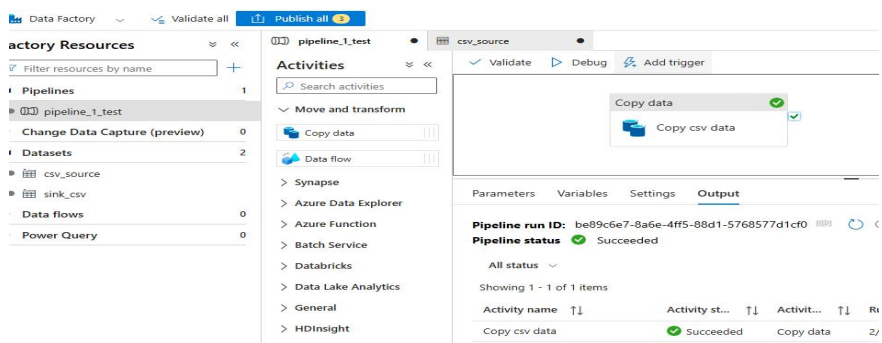 Data Factory
Validate all
Publish all 3
actory Resources
Filter resources by name
Pipelines 1
pipeline_1_test
Change Data Capture (preview) 0
Datasets 2
csv_source
sink_csv
Data flows 0
Power Query 0
pipeline_1_test
csv_source
Activities
Search activities
Move and transform
Copy data
Data flow
Synapse
Azure Data Explorer
Azure Function
Batch Service
Databricks
Data Lake Analytics
General
HDInsight
Validate Debug Add trigger
Copy data
Copy csv data
Parameters Variables Settings Output
Pipeline run ID: be89c6e7-8a6e-4ff5-88d1-5768577d1cf0
Pipeline status Succeeded
All status
Showing 1 - 1 of 1 items
Activity name Activity st... Activit... Ru
Copy csv data Succeeded Copy data 2/